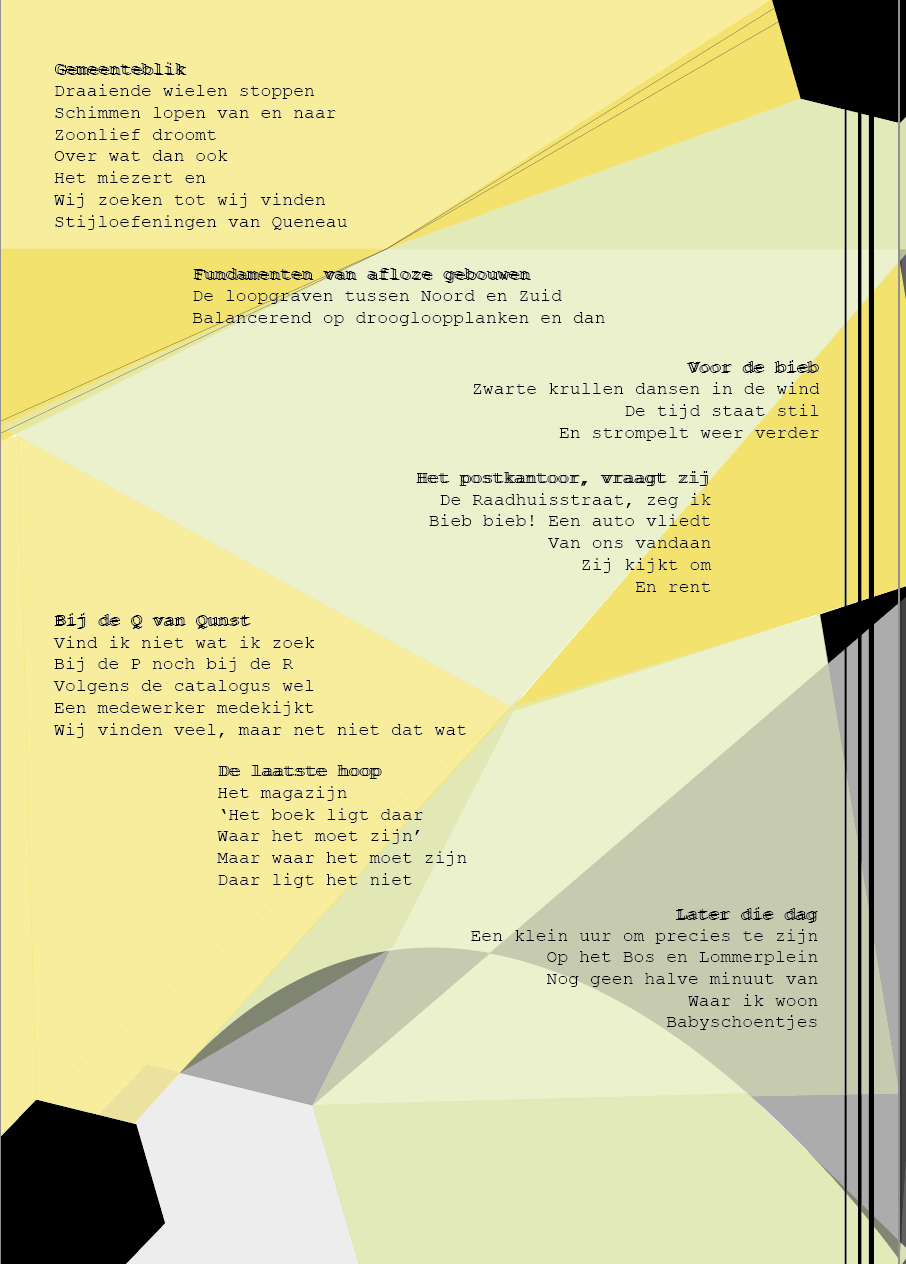 Gemeenteblik
Draaiende wielen stoppen
Schimmen lopen van en naar
Zoonlief droomt
Over wat dan ook
Het miezert en
Wij zoeken tot wij vinden
Stijloefeningen van Queneau
Fundamenten van afloze gebouwen
De loopgraven tussen Noord en Zuid
Balancerend op droogloopplanken en dan
Voor de bieb
Zwarte krullen dansen in de wind
De tijd staat stil
En strompelt weer verder
Het postkantoor, vraagt zij
De Raadhuisstraat, zeg ik
Bieb bieb! Een auto vliedt
Van ons vandaan
Zij kijkt om
En rent
Bij de Q van Qunst
Vind ik niet wat ik zoek
Bij de P noch bij de R
Volgens de catalogus wel
Een medewerker medekijkt
Wij vinden veel, maar net niet dat wat
De laatste hoop
Het magazijn
‘Het boek ligt daar
Waar het moet zijn’
Maar waar het moet zijn
Daar ligt het niet
Later die dag
Een klein uur om precies te zijn
Op het Bos en Lommerplein
Nog geen halve minuut van
Waar ik woon
Babyschoentjes